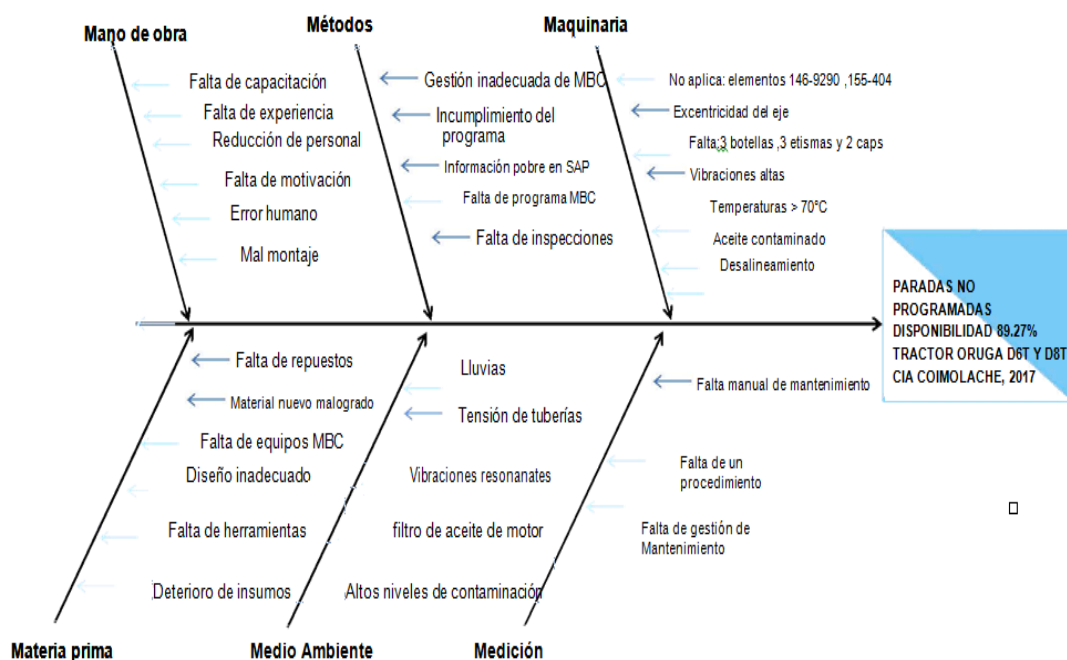 Mano de obra
Falta de capacitación
Falta de experiencia
Reducción de personal
Falta de motivación
Error humano
Mal montaje
Métodos
Gestión inadecuada de MBC
Incumplimiento del
programa
Información pobre en SAP
Falta de programa MBC
Falta de inspecciones
Maquinaria
No aplica: elementos 146-9290 ,155-404
Excentricidad del eje
Falta:3 botellas ,3 etismas y 2 caps
Vibraciones altas
Temperaturas > 70°C
Aceite contaminado
Desalineamiento
PARADAS NO
PROGRAMADAS
DISPONIBILIDAD 89.27%
TRACTOR ORUGA D6T Y D8T
CIA COIMOLACHE, 2017
Falta de repuestos
Material nuevo malogrado
Falta de equipos MBC
Diseño inadecuado
Falta de herramientas
Deterioro de insumos
Materia prima
Lluvias
Tensión de tuberías
Vibraciones resonanates
filtro de aceite de motor
Altos niveles de contaminación
Medio Ambiente
Falta manual de mantenimiento
Falta de un
procedimiento
Falta de gestión de
Mantenimiento
Medición